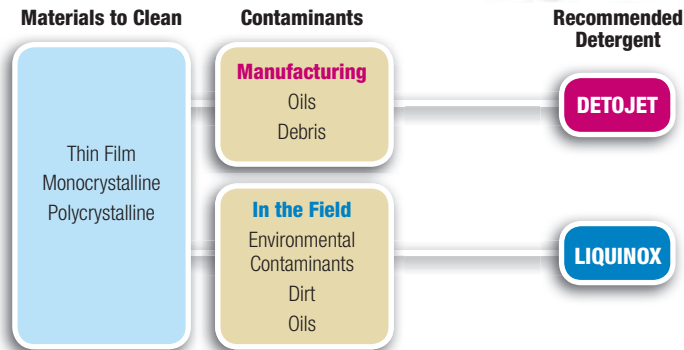 Materials to Clean
Contaminants
Recommended
Detergent
Thin Film
Monocrystalline
Polycrystalline
Manufacturing
Oils
Debris
DETOJET
In the Field
Environmental
Contaminants
Dirt
Oils
LIQUINOX